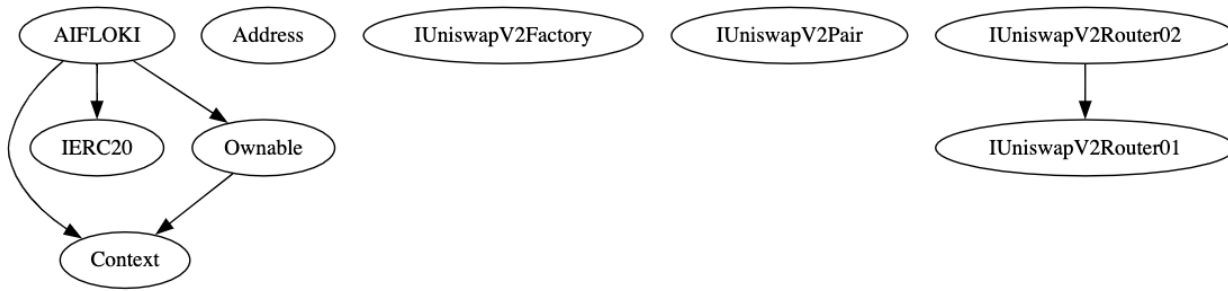 AIFLOKI
Address
IUniswapV2Factory
IUniswapV2Pair
IUniswapV2Router02
IERC20
Ownable
IUniswapV2Router01
Context